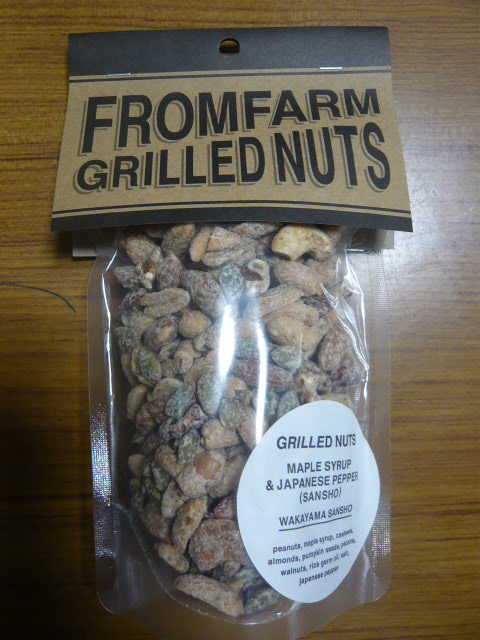 FROMFARM
GRILLED NUTS
GRILLED NUTS
MAPLE SYRUP
& JAPANESE PEPPER
(SANSHO)
WAKAYAMA SANSHO
peanuts, maple syrup, cashews,
almonds, pumpkin seeds, pecans,
walnuts, rice germ oil, salt,
japanese pepper